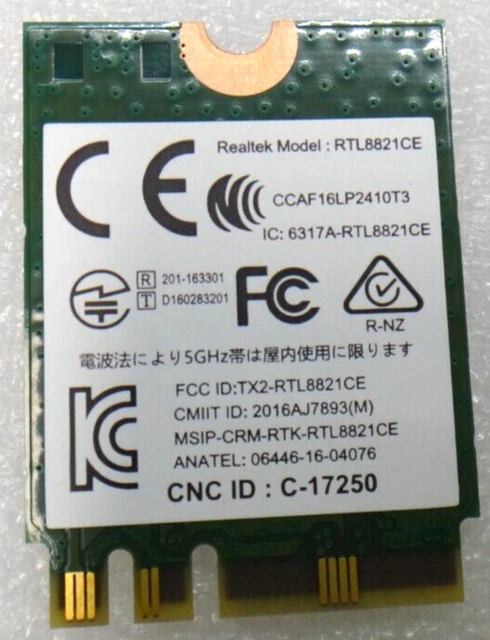 Realtek Model : RTL8821CE
CE
CCAF16LP2410T3
IC: 6317A-RTL8821CE
R 201-163301
T D160283201
FC
R-NZ
電波法により5GHz帯は屋内使用に限ります
FCC ID:TX2-RTL8821CE
CMIIT ID: 2016AJ7893(M)
MSIP-CRM-RTK-RTL8821CE
ANATEL: 06446-16-04076
CNC ID : C-17250